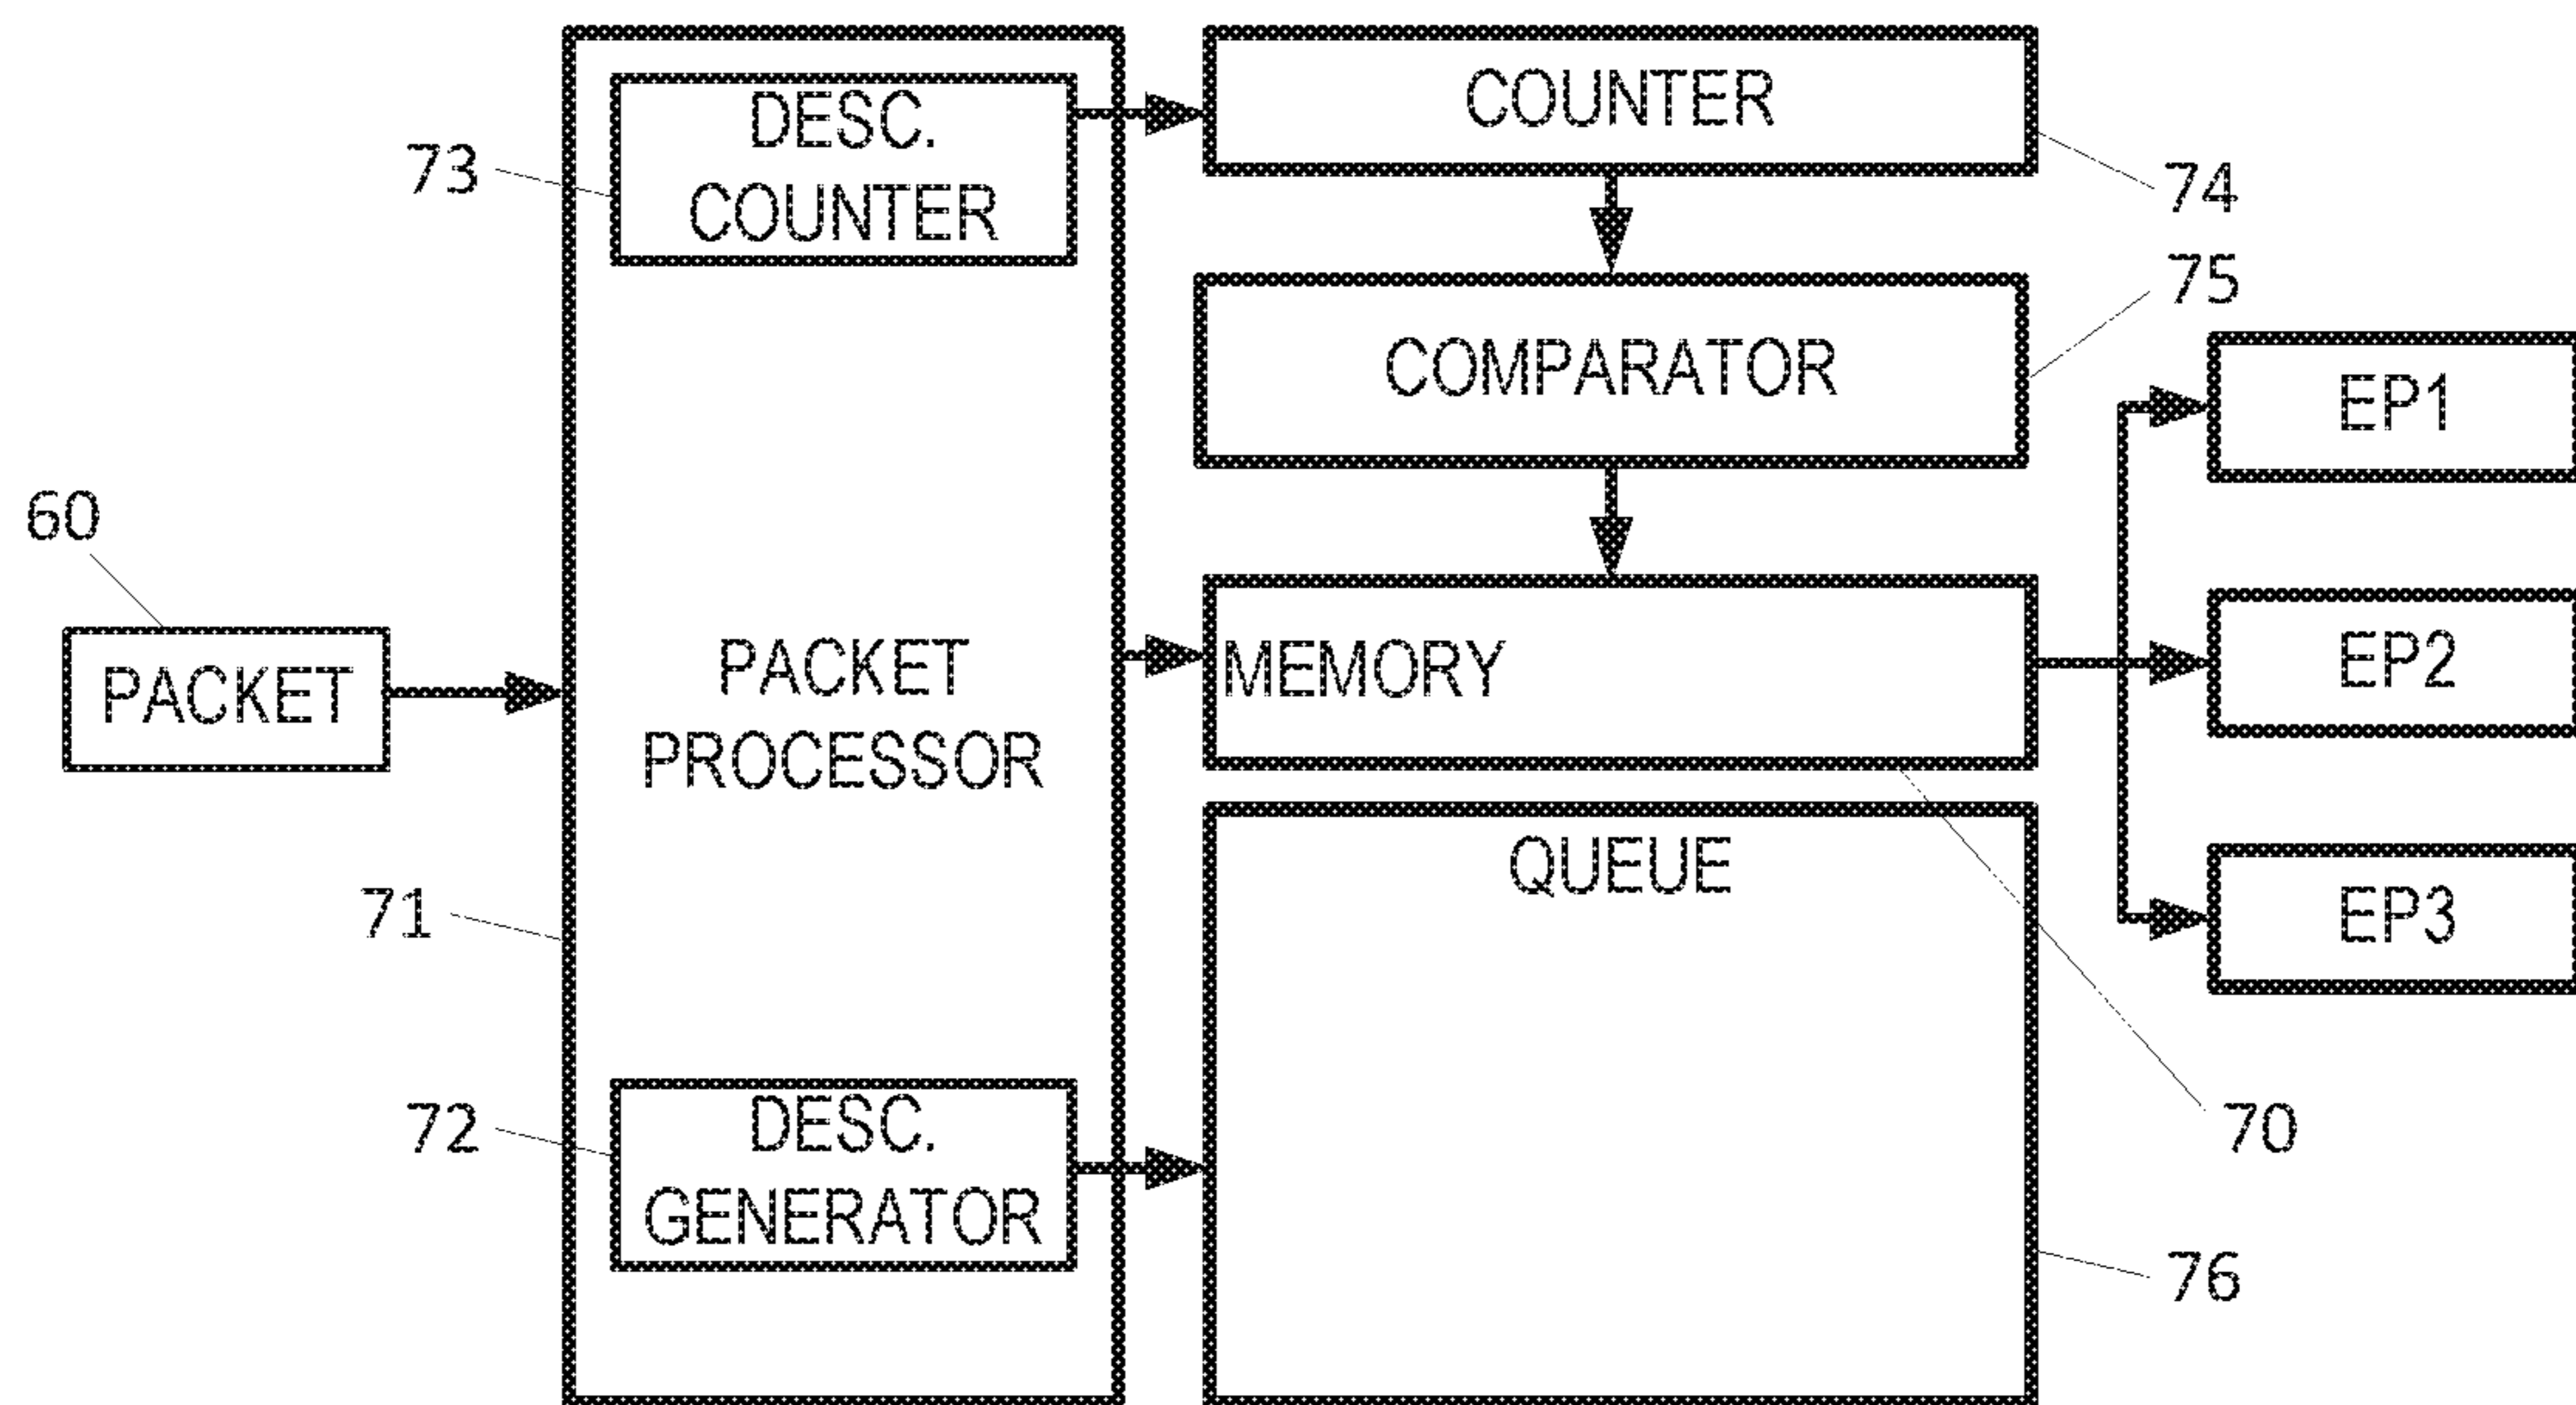 DESC.
COUNTER
73
COUNTER
74
COMPARATOR
75
EP1
60
PACKET
PACKET
PROCESSOR
MEMORY
EP2
QUEUE
EP3
71
70
72
DESC.
GENERATOR
76